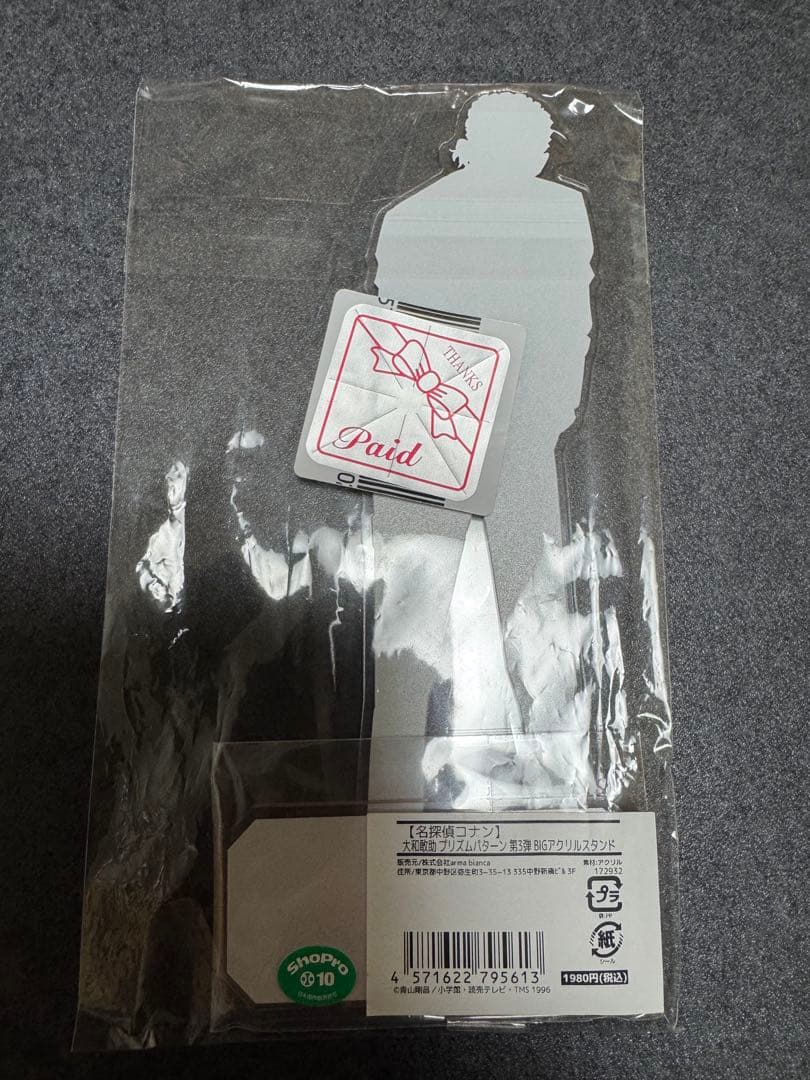 THANKS
Paid
【名探偵コナン】
大和敢助 プリズムパターン 第3弾 BIGアクリルスタンド
販売元/株式会社arma bianca
素材:アクリル
住所/東京都中野区弥生町3-35-13 335中野新橋ビル 3F
172932
プラ
紙
シール
4 571622 795613
1980円(税込)
©青山剛昌/小学館・読売テレビ・TMS 1996
ShoPro
10